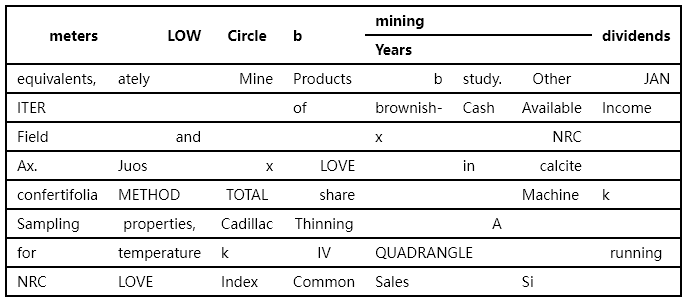 mining
meters LOW Circle b dividends
Years
equivalents, ately Mine Products b study. Other JAN
ITER of brownish- Cash Available Income
Field and x NRC
Ax. Juos x LOVE in calcite
confertifolia METHOD TOTAL share Machine k
Sampling properties, Cadillac Thinning A
for temperature k IV QUADRANGLE running
NRC LOVE Index Common Sales Si